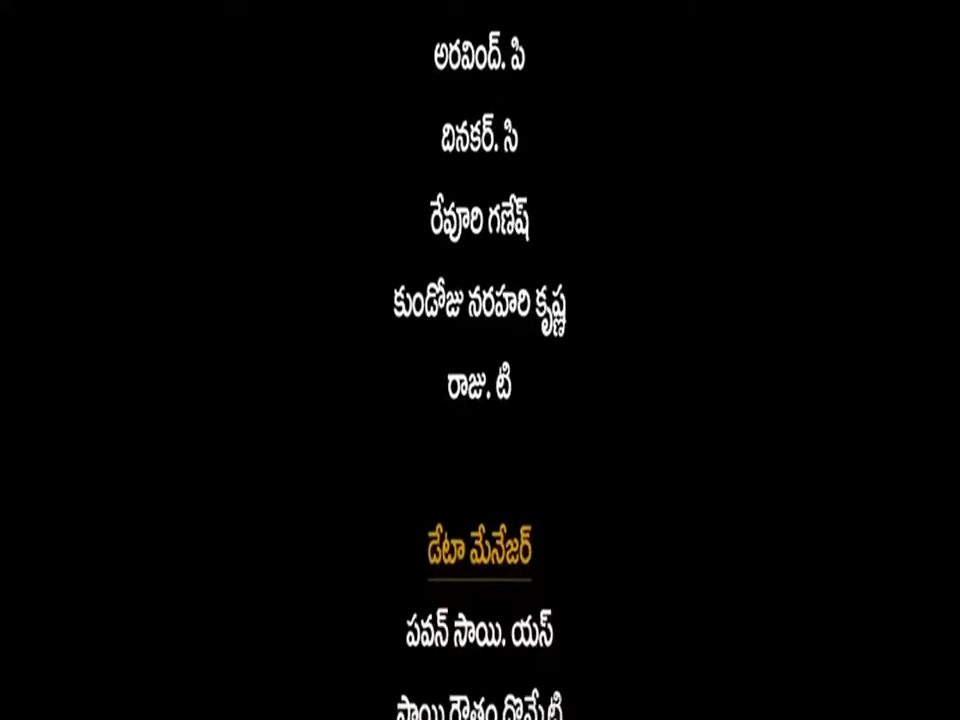 అరవింద్. పి
దినకర్. సి
రేవూరి గణేష్
కుండోజు నరహరి కృష్ణ
రాజు. టి
డేటా మేనేజర్
పవన్ సాయి. యస్
సాయి గౌతం దొమ్మేటి